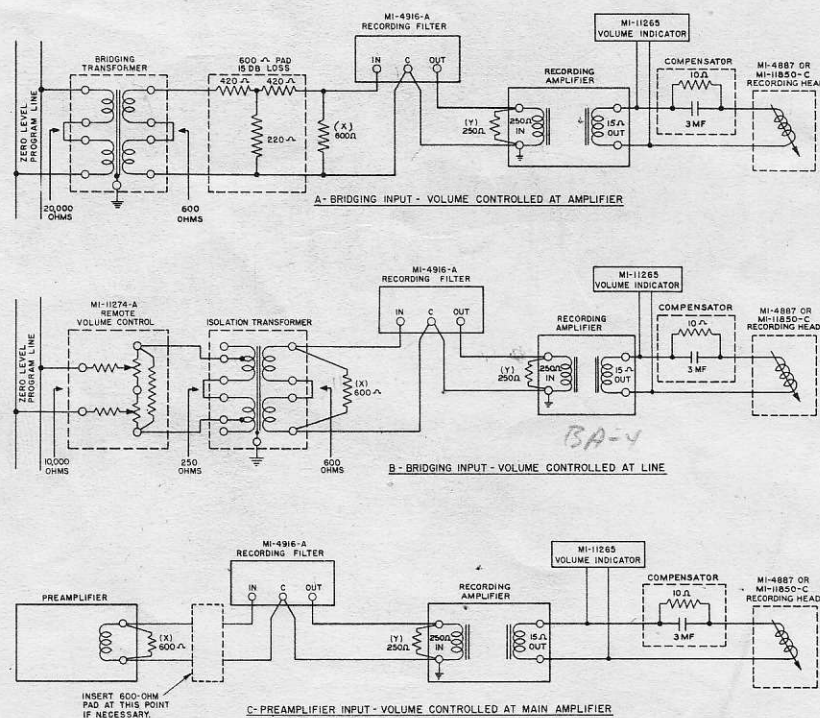 MI-4916-A
RECORDING FILTER
IN C OUT
BRIDGING
TRANSFORMER
600 ⌒ PAD
15 DB LOSS
420 ⌒ 420 ⌒
220 ⌒
(X)
600Ω
ZERO LEVEL
PROGRAM LINE
20,000
OHMS
600
OHMS
RECORDING
AMPLIFIER
(Y)
250Ω
250Ω
IN
15Ω
OUT
MI-11265
VOLUME INDICATOR
COMPENSATOR
10Ω
3 MF
MI-4887 OR
MI-11850-C
RECORDING HEAD
A- BRIDGING INPUT - VOLUME CONTROLLED AT AMPLIFIER
MI-4916-A
RECORDING FILTER
IN C OUT
MI-11274-A
REMOTE
VOLUME CONTROL
ISOLATION TRANSFORMER
ZERO LEVEL
PROGRAM LINE
(X)
600 ⌒
10,000
OHMS
250
OHMS
600
OHMS
RECORDING
AMPLIFIER
(Y)
250Ω
250Ω
IN
15 ⌒
OUT
MI-11265
VOLUME INDICATOR
COMPENSATOR
10 ⌒
3 MF
MI-4887 OR
MI-11850-C
RECORDING HEAD
BA-4
B - BRIDGING INPUT - VOLUME CONTROLLED AT LINE
MI-4916-A
RECORDING FILTER
IN C OUT
PREAMPLIFIER
(X)
600 ⌒
INSERT 600-OHM
PAD AT THIS POINT
IF NECESSARY.
RECORDING
AMPLIFIER
(Y)
250Ω
250Ω
IN
15Ω
OUT
MI-11265
VOLUME INDICATOR
COMPENSATOR
10Ω
3 MF
MI-4887 OR
MI-11850-C
RECORDING HEAD
C- PREAMPLIFIER INPUT - VOLUME CONTROLLED AT MAIN AMPLIFIER